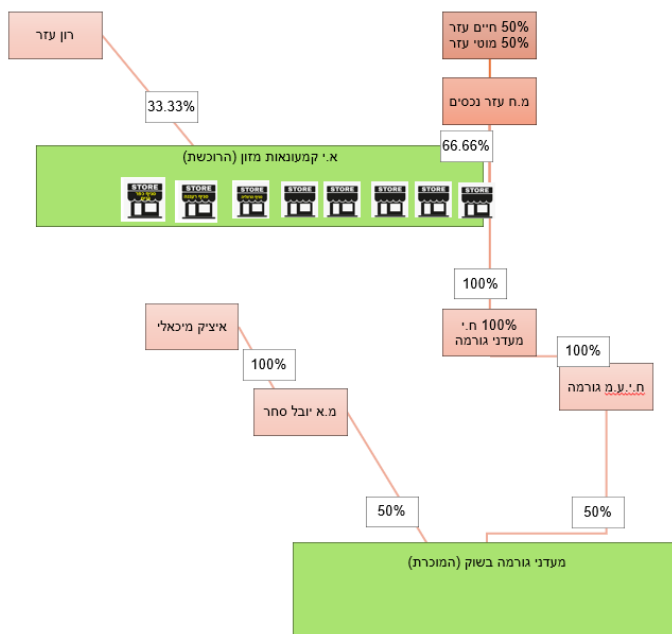 רון עזר
50% חיים עזר
50% מוטי עזר
מ.ח עזר נכסים
33.33%
66.66%
א.י קמעונאות מזון (הרוכשת)
STORE
STORE
STORE
STORE
STORE
STORE
STORE
STORE
100%
איציק מיכאלי
100% ח.י
מעדני גורמה
100%
100%
ח.י.ע.מ גורמה
מ.א יובל סחר
50%
50%
מעדני גורמה בשוק (המוכרת)